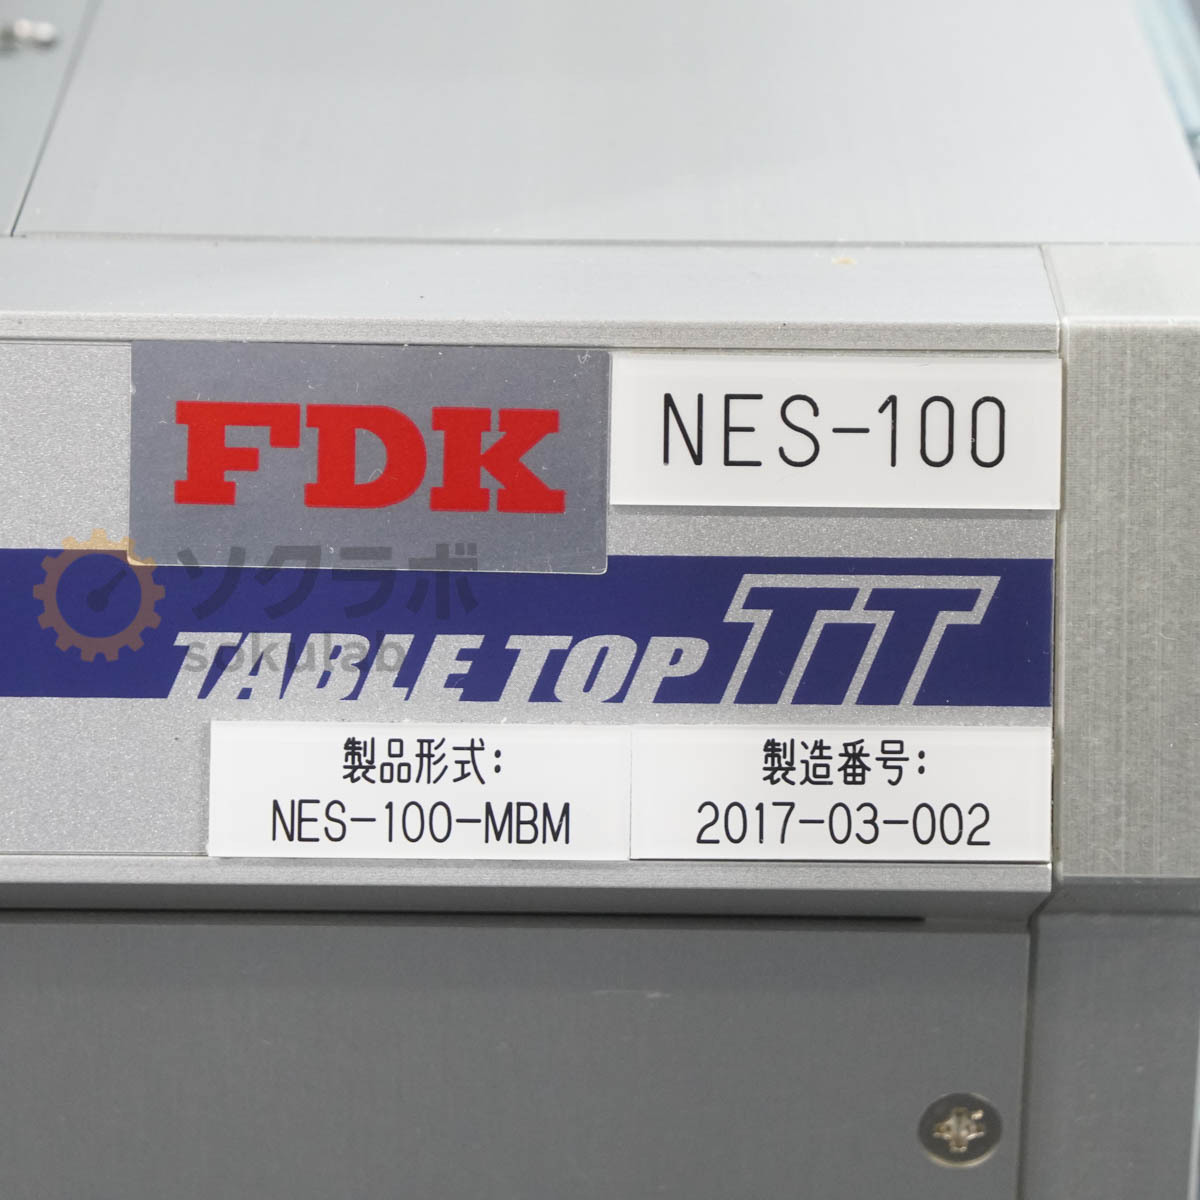 FDK
NES-100
ソクラボ
sokulab
TABLE TOP TT
製品形式:
NES-100-MBM
製造番号:
2017-03-002